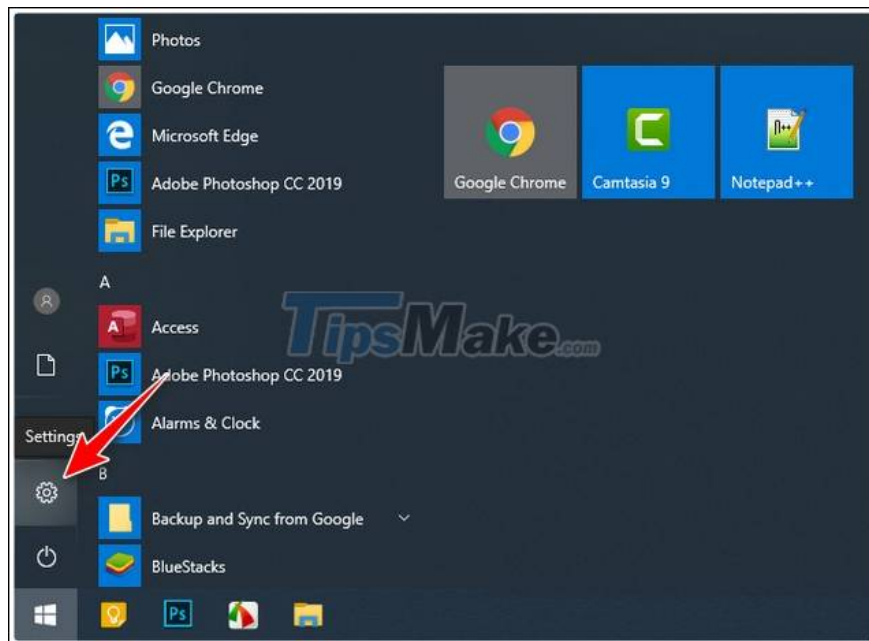 Photos
Google Chrome
Microsoft Edge
Adobe Photoshop CC 2019
File Explorer
A
Access
Adobe Photoshop CC 2019
Alarms & Clock
B
Backup and Sync from Google
BlueStacks
Settings
Google Chrome
Camtasia 9
Notepad++
TipsMake.com